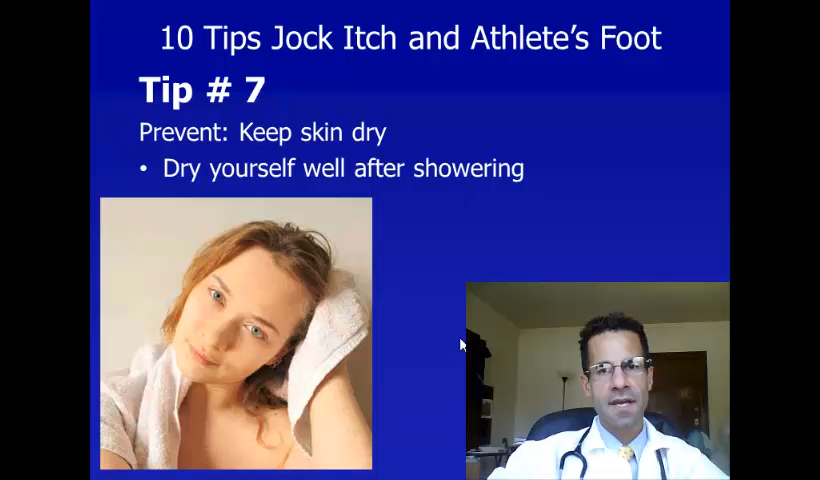 10 Tips Jock Itch and Athlete’s Foot
Tip # 7
Prevent: Keep skin dry
• Dry yourself well after showering